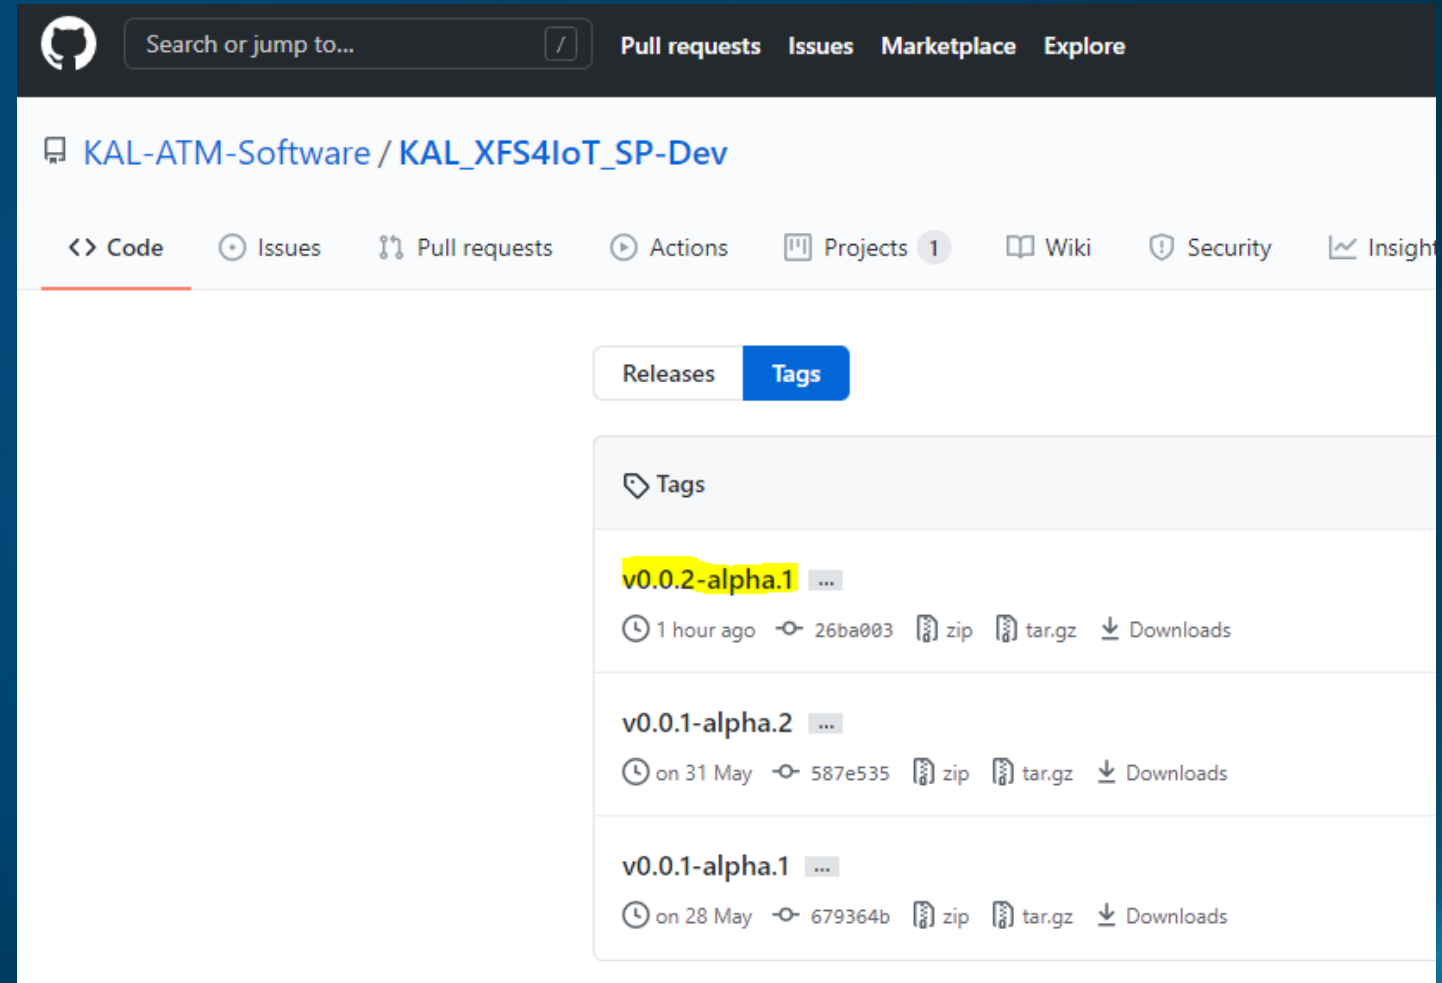 Search or jump to... / Pull requests Issues Marketplace Explore
KAL-ATM-Software / KAL_XFS4IoT_SP-Dev
<> Code Issues Pull requests Actions Projects 1 Wiki Security Insight
Releases Tags
Tags
v0.0.2-alpha.1 ...
1 hour ago 26ba003 zip tar.gz Downloads
v0.0.1-alpha.2 ...
on 31 May 587e535 zip tar.gz Downloads
v0.0.1-alpha.1 ...
on 28 May 679364b zip tar.gz Downloads